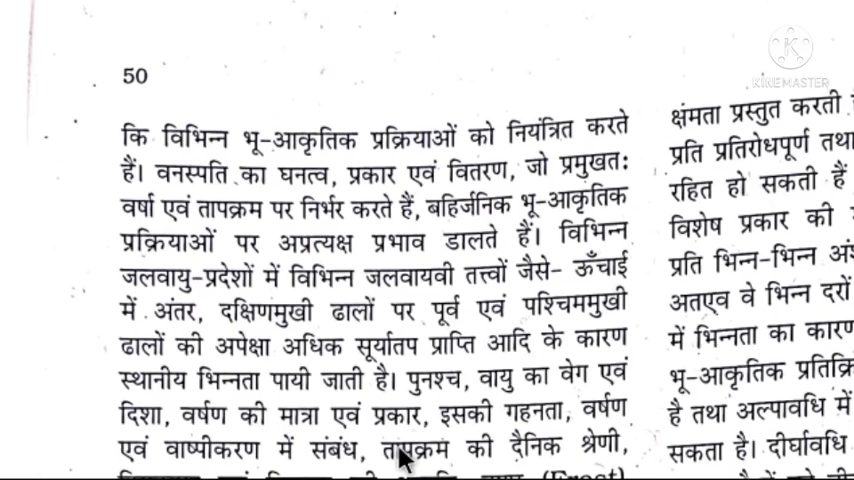 50
कि विभिन्न भू-आकृतिक प्रक्रियाओं को नियंत्रित करते
हैं। वनस्पति का घनत्व, प्रकार एवं वितरण, जो प्रमुखतः
वर्षा एवं तापक्रम पर निर्भर करते हैं, बहिर्जनिक भू-आकृतिक
प्रक्रियाओं पर अप्रत्यक्ष प्रभाव डालते हैं। विभिन्न
जलवायु-प्रदेशों में विभिन्न जलवायवी तत्त्वों जैसे- ऊँचाई
में अंतर, दक्षिणमुखी ढालों पर पूर्व एवं पश्चिममुखी
ढालों की अपेक्षा अधिक सूर्यातप प्राप्ति आदि के कारण
स्थानीय भिन्नता पायी जाती है। पुनश्च, वायु का वेग एवं
दिशा, वर्षण की मात्रा एवं प्रकार, इसकी गहनता, वर्षण
एवं वाष्पीकरण में संबंध, तापक्रम की दैनिक श्रेणी,
(Frost)
क्षंमता प्रस्तुत करती
प्रति प्रतिरोधपूर्ण तथा
रहित हो सकती हैं
विशेष प्रकार की
प्रति भिन्न-भिन्न
अतएव वे भिन्न दरों
में भिन्नता का कारण
भू-आकृतिक
है तथा अल्पावधि में
सकता है। दीर्घावधि
KINEMASTER